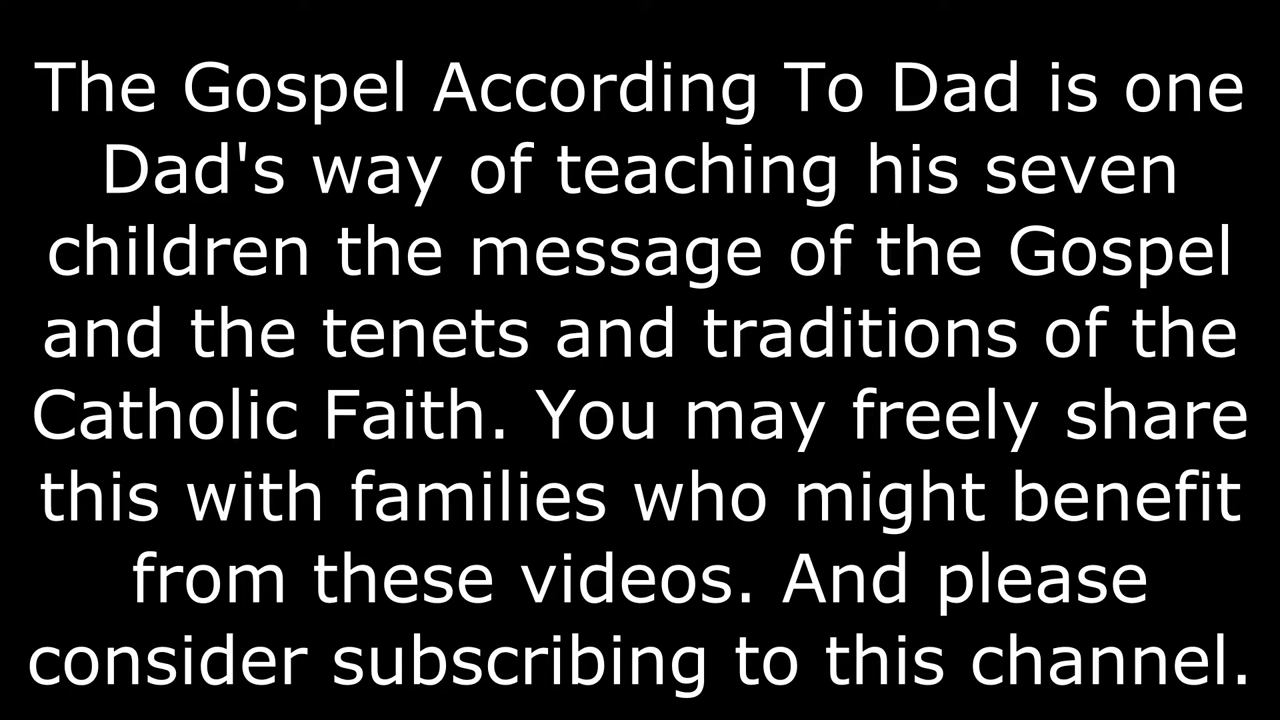 The Gospel According To Dad is one
Dad's way of teaching his seven
children the message of the Gospel
and the tenets and traditions of the
Catholic Faith. You may freely share
this with families who might benefit
from these videos. And please
consider subscribing to this channel.